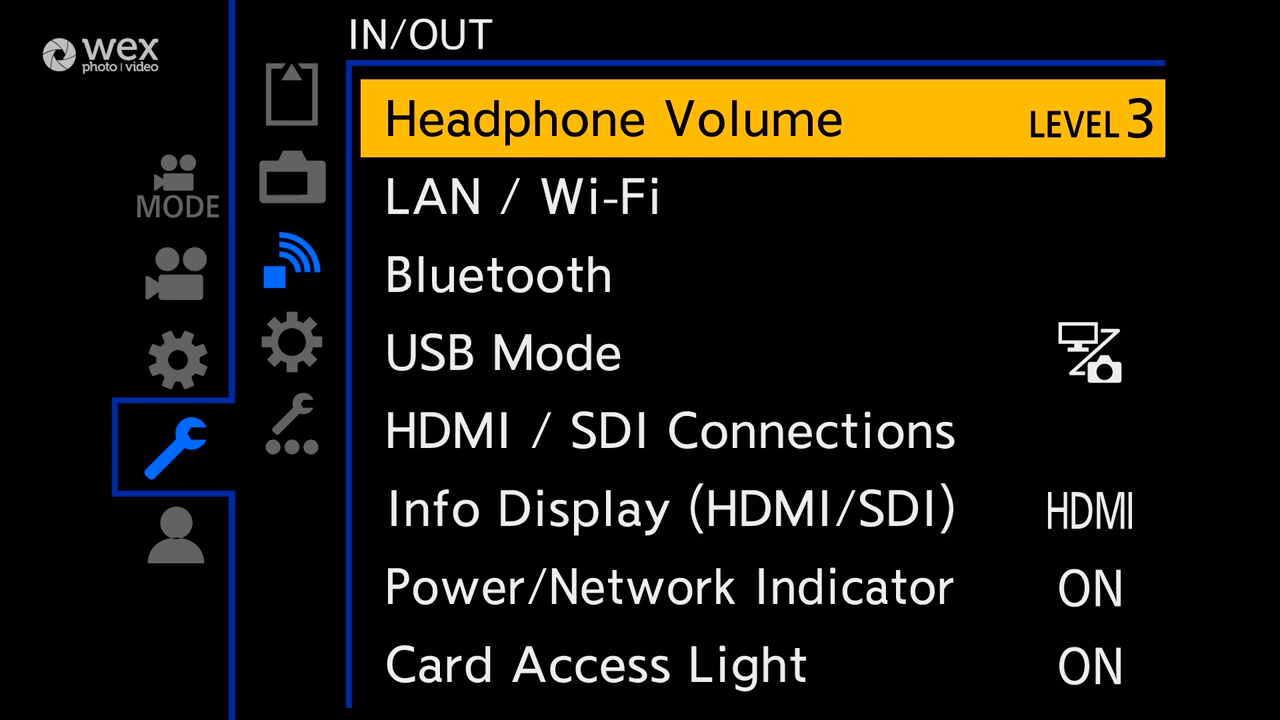 wex
photo | video
IN/OUT
MODE
Headphone Volume LEVEL 3
LAN / Wi-Fi
Bluetooth
USB Mode
HDMI / SDI Connections
Info Display (HDMI/SDI) HDMI
Power/Network Indicator ON
Card Access Light ON